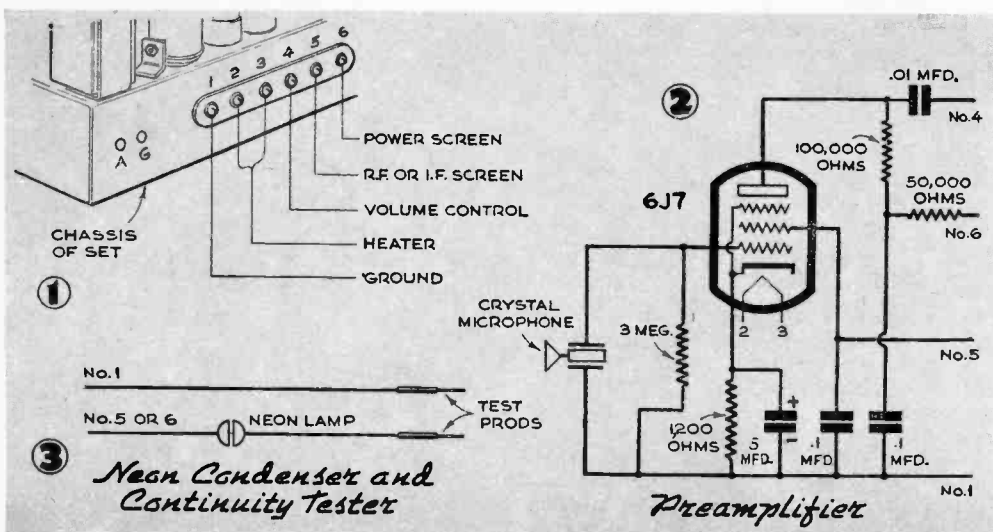 1
2
3
4
5
6
A G
POWER SCREEN
R.F. OR I.F. SCREEN
VOLUME CONTROL
HEATER
GROUND
CHASSIS
OF SET
1
2
.01 MFD.
No.4
100,000
OHMS
50,000
OHMS
No.6
6J7
2 3
CRYSTAL
MICROPHONE
3 MEG.
No.5
1,200
OHMS
+
-
5
MFD.
.1
MFD
.1
MFD.
No.1
Preamplifier
No.1
No.5 OR 6
NEON LAMP
TEST
PRODS
3
Neon Condenser and
Continuity Tester